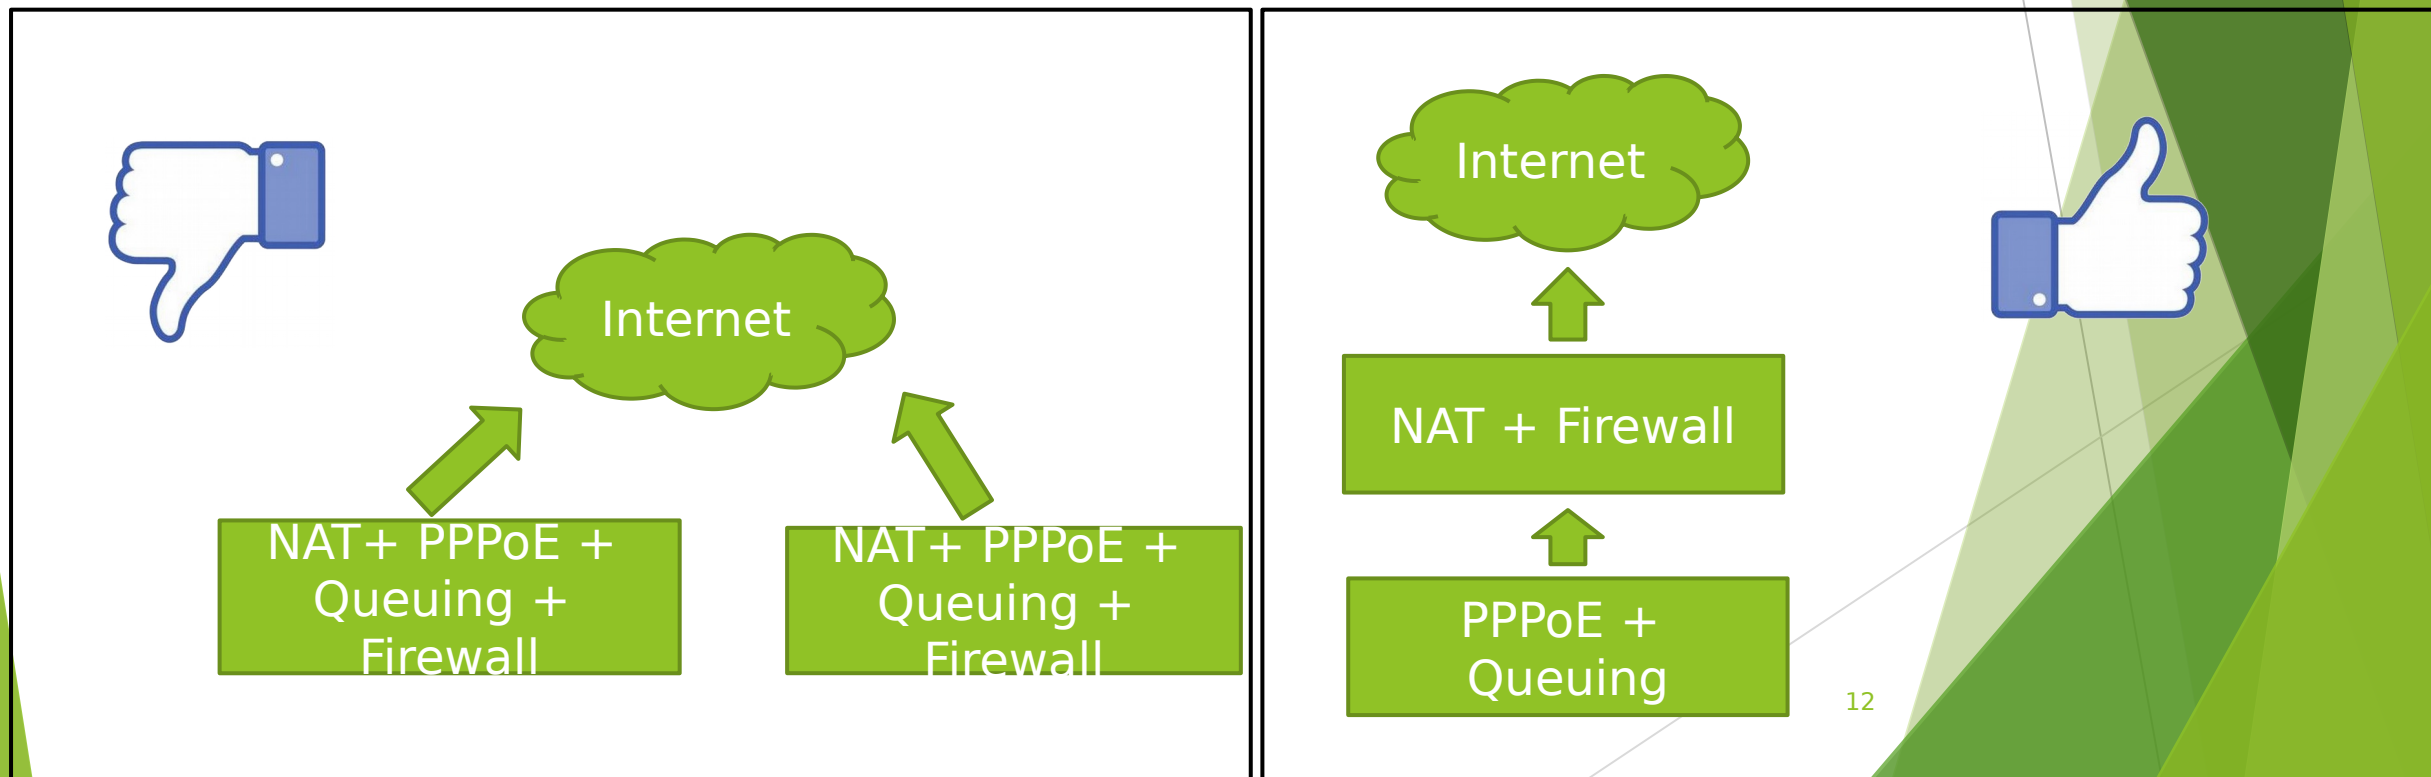 Internet
NAT+ PPPoE +
Queuing +
Firewall
NAT+ PPPoE +
Queuing +
Firewall
Internet
NAT + Firewall
PPPoE +
Queuing
12